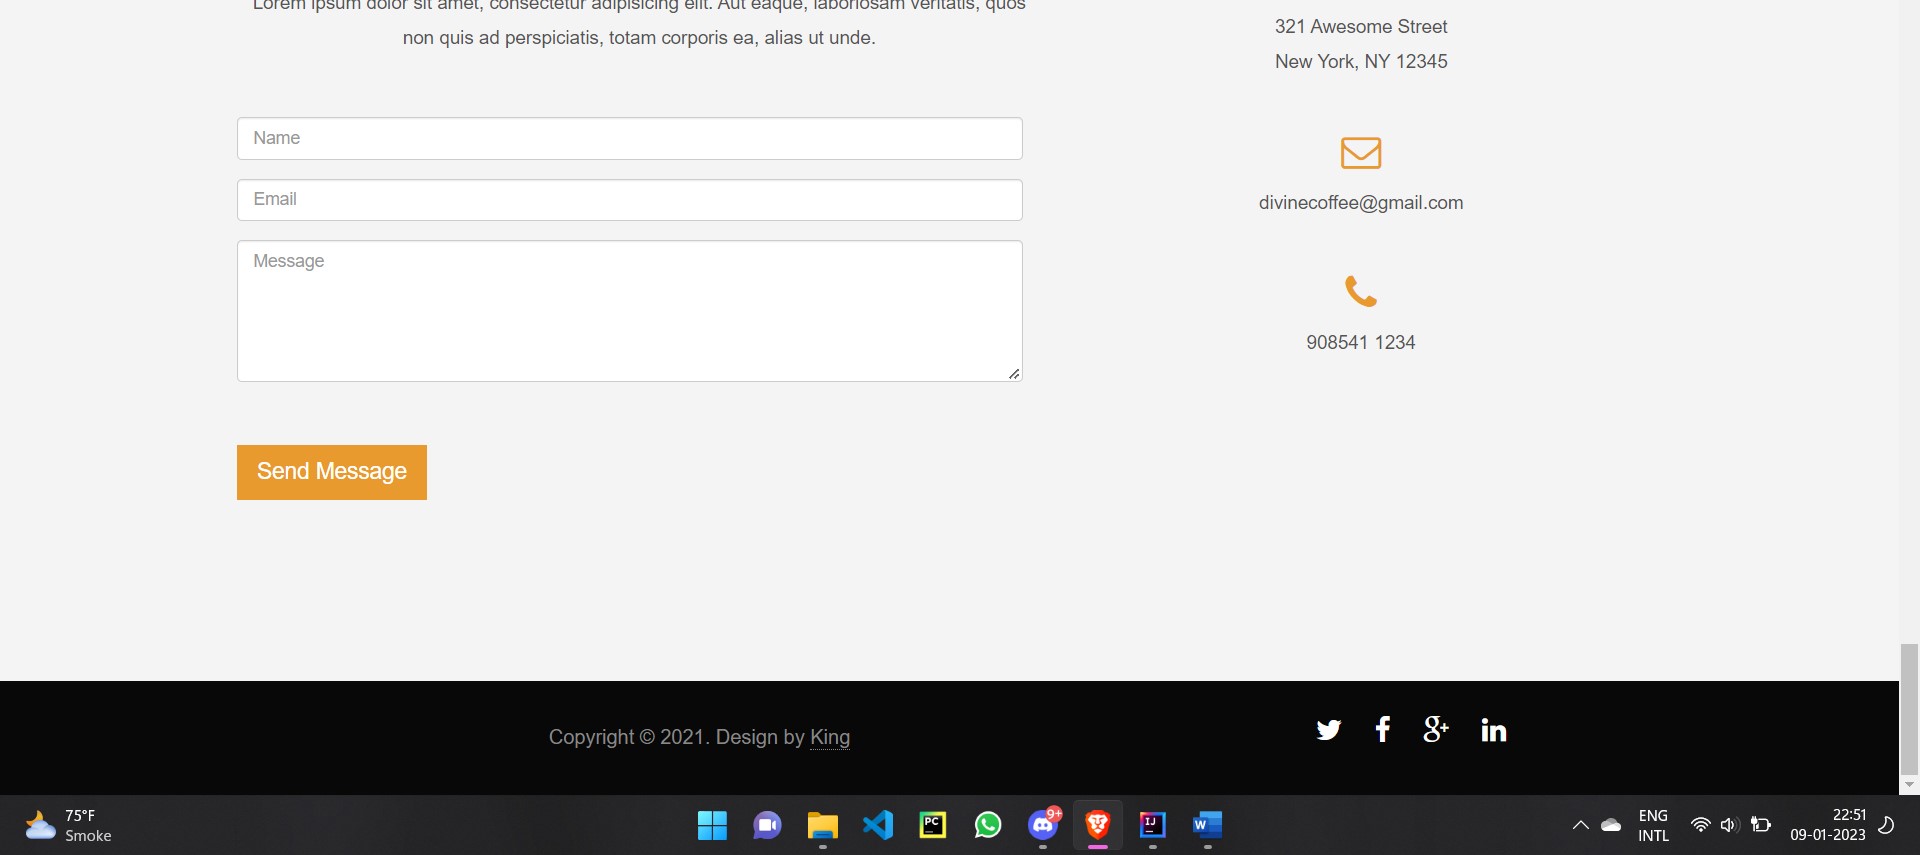 Lorem ipsum dolor sit amet, consectetur adipisicing elit. Aut eaque, laboriosam veritatis, quos
non quis ad perspiciatis, totam corporis ea, alias ut unde.
321 Awesome Street
New York, NY 12345
Name
Email
Message
divinecoffee@gmail.com
908541 1234
Send Message
Copyright © 2021. Design by King
75°F
Smoke
PC
9+
IJ
W
ENG
INTL
22:51
09-01-2023